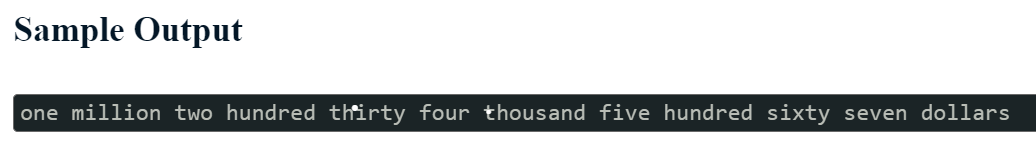 Sample Output
one million two hundred thirty four thousand five hundred sixty seven dollars